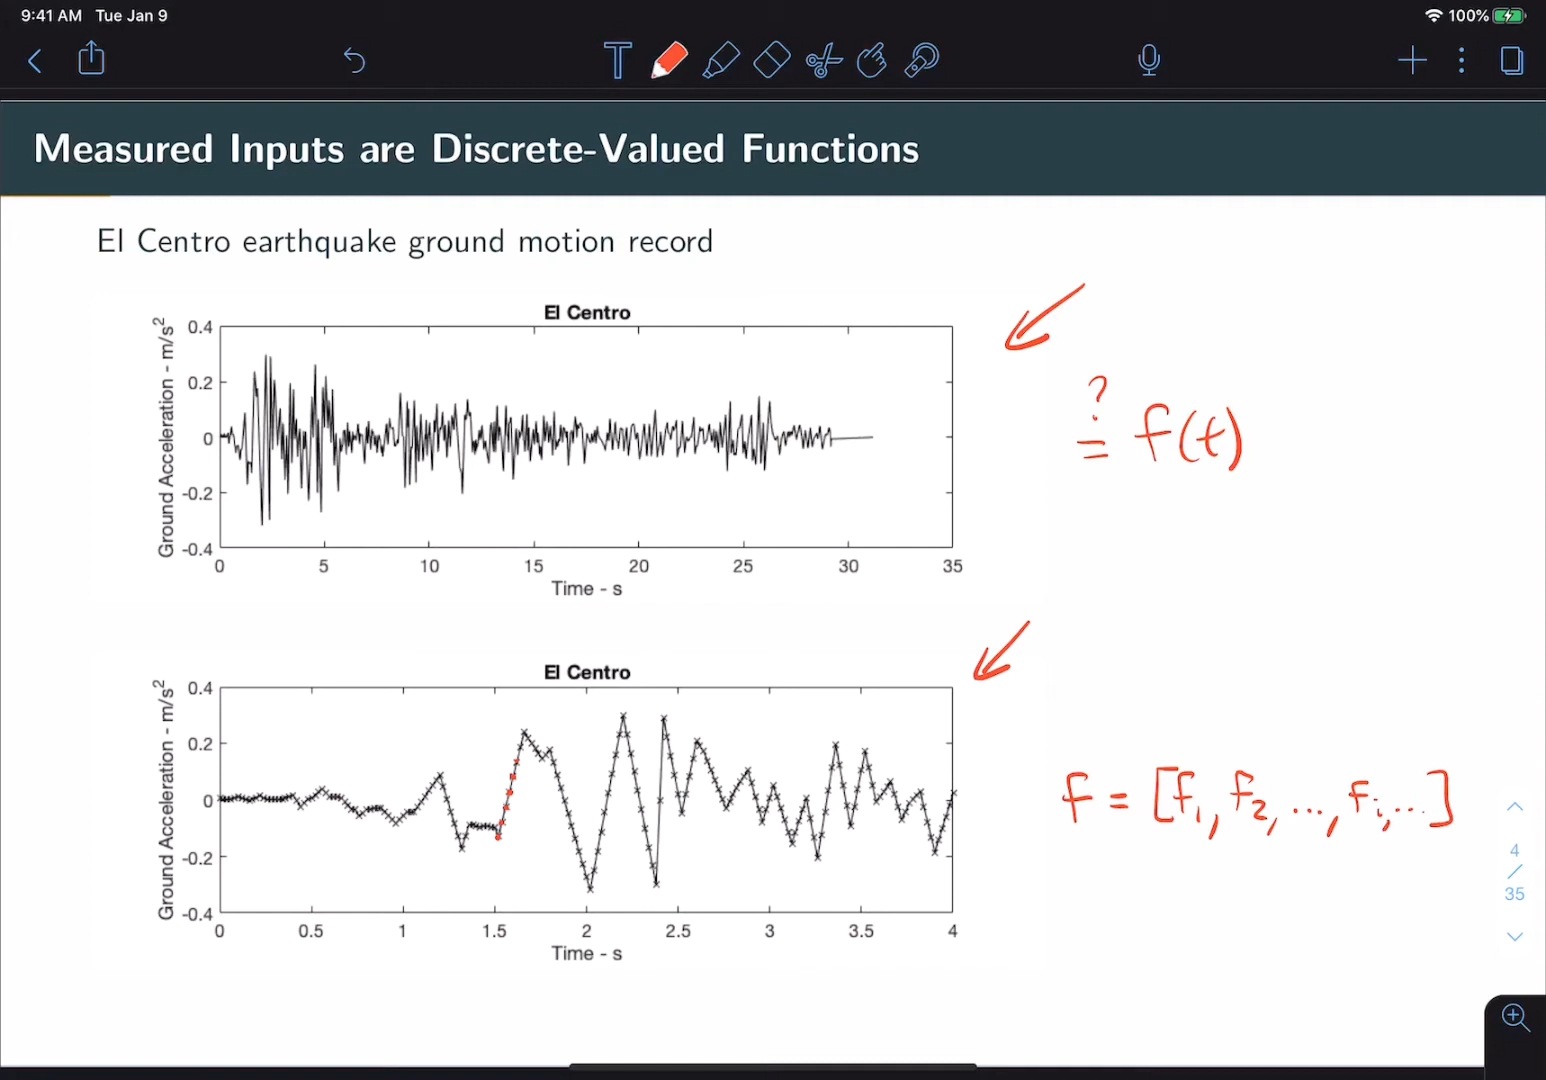 9:41 AM Tue Jan 9
100%
T
Measured Inputs are Discrete-Valued Functions
El Centro earthquake ground motion record
El Centro
Ground Acceleration - m/s²
0.4
0.2
0
-0.2
-0.4
0 5 10 15 20 25 30 35
Time - s
? = f(t)
El Centro
Ground Acceleration - m/s²
0.4
0.2
0
-0.2
-0.4
0 0.5 1 1.5 2 2.5 3 3.5 4
Time - s
f = [f₁, f₂, ..., fᵢ, ...]
4
/
35